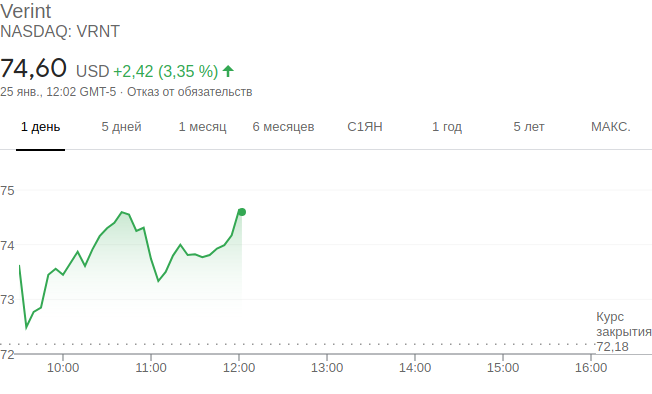 Verint
NASDAQ: VRNT
74,60 USD +2,42 (3,35 %)
25 янв., 12:02 GMT-5 · Отказ от обязательств
1 день 5 дней 1 месяц 6 месяцев С1ЯН 1 год 5 лет МАКС.
75
74
73
Курс
закрытия
72,18
72
10:00 11:00 12:00 13:00 14:00 15:00 16:00